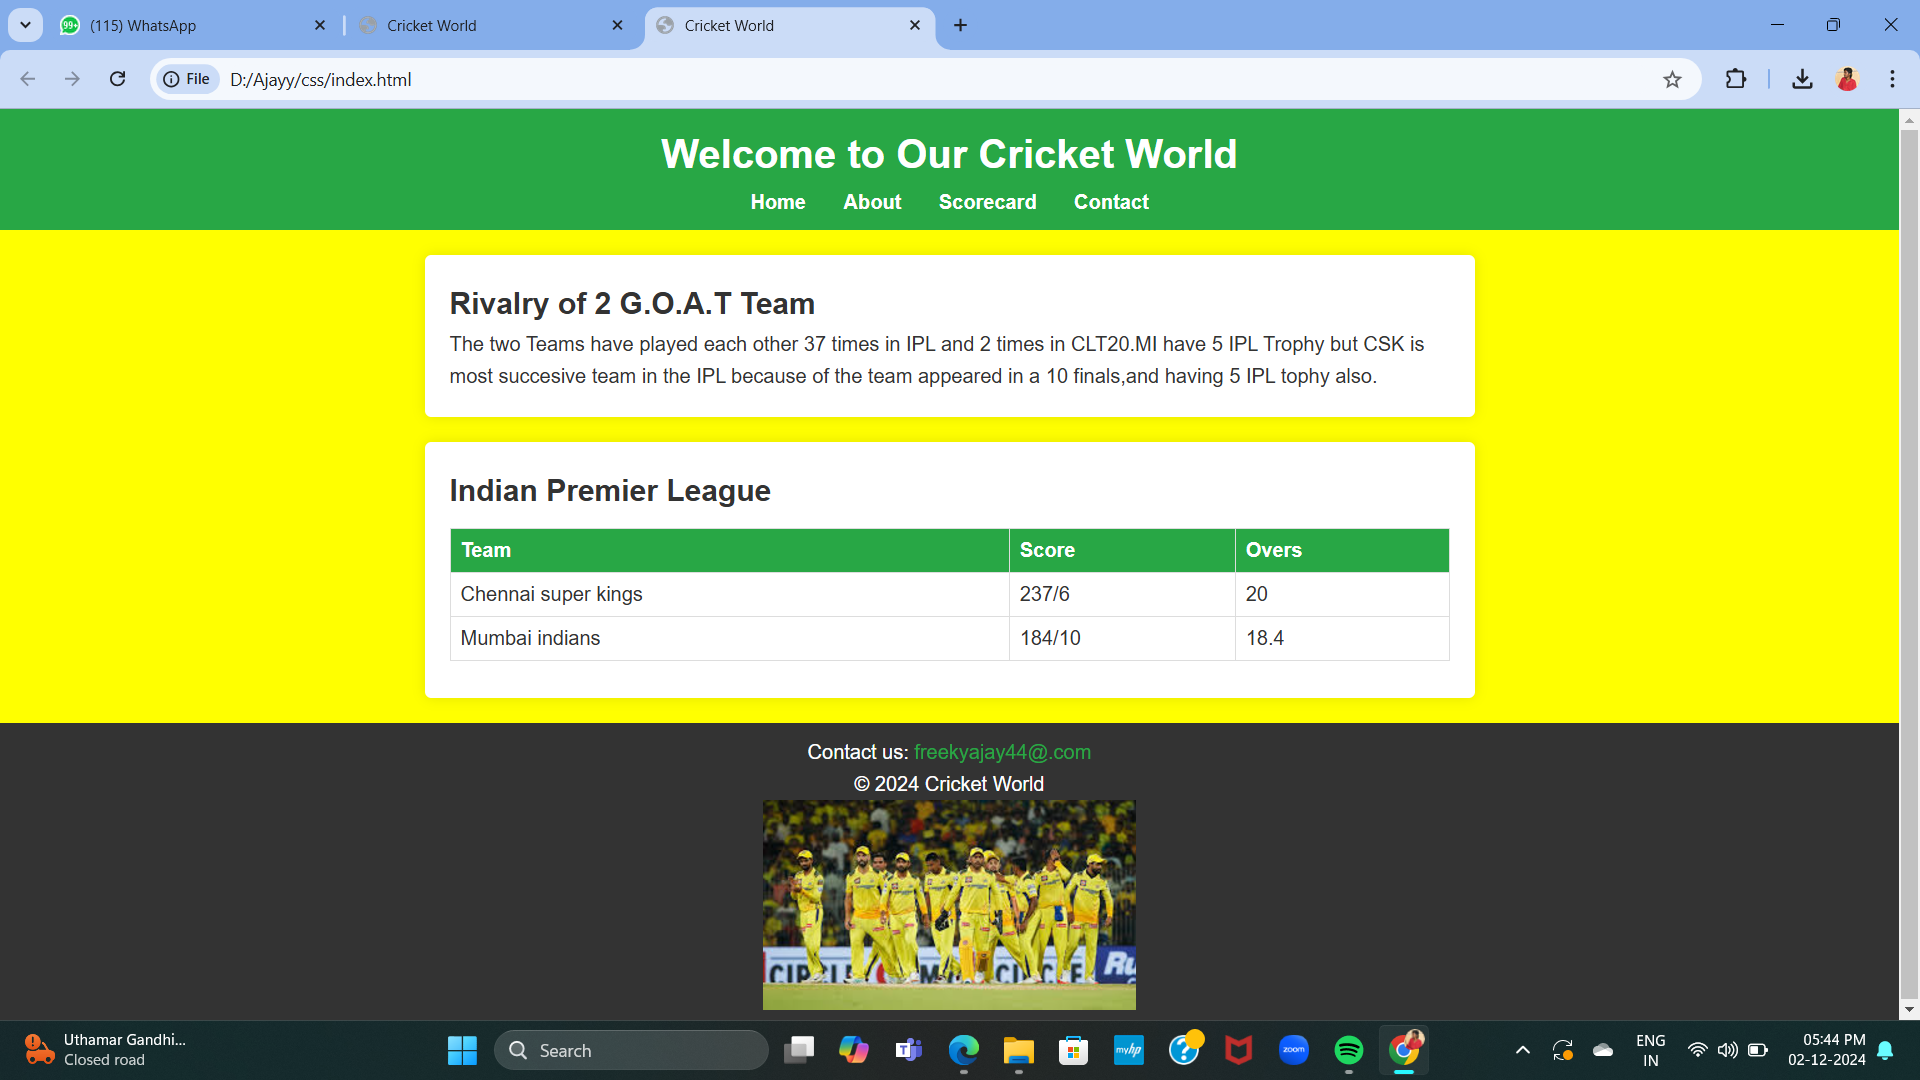 (115) WhatsApp
Cricket World
Cricket World
File
D:/Ajayy/css/index.html
Welcome to Our Cricket World
Home About Scorecard Contact
Rivalry of 2 G.O.A.T Team
The two Teams have played each other 37 times in IPL and 2 times in CLT20.MI have 5 IPL Trophy but CSK is
most succesive team in the IPL because of the team appeared in a 10 finals,and having 5 IPL tophy also.
Indian Premier League
Team Score Overs
Chennai super kings 237/6 20
Mumbai indians 184/10 18.4
Contact us: freekyajay44@.com
© 2024 Cricket World
Uthamar Gandhi...
Closed road
Search
myhp
zoom
ENG
IN
05:44 PM
02-12-2024